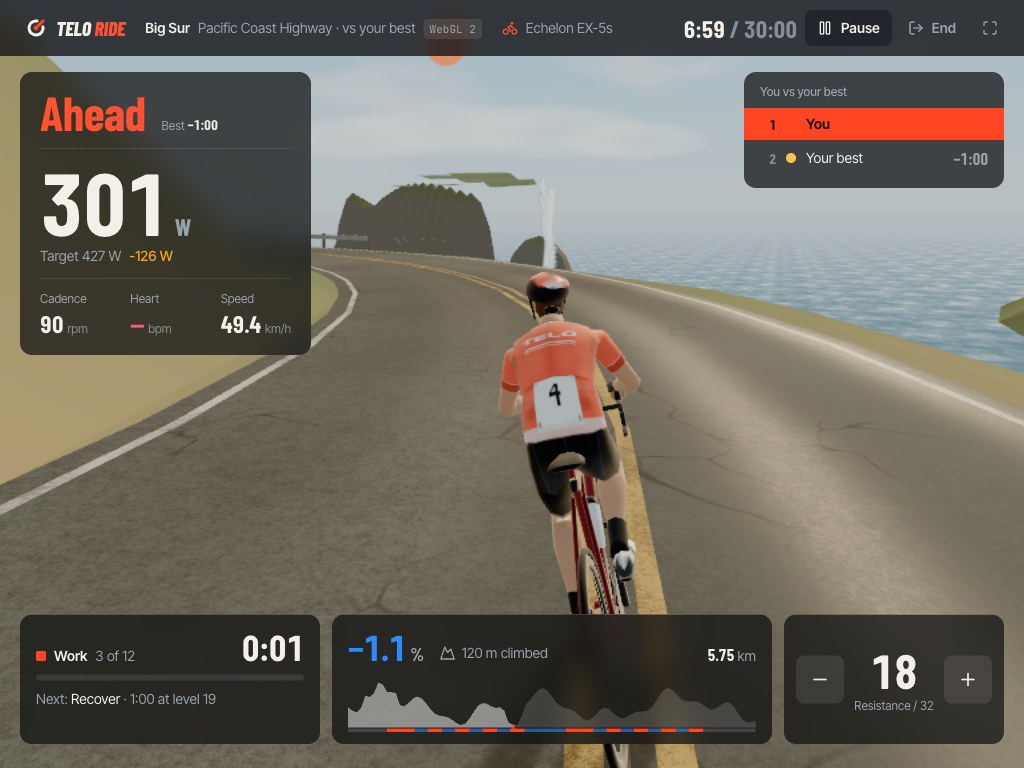 TELO RIDE
Big Sur Pacific Coast Highway · vs your best WebGL 2
Echelon EX-5s
6:59 / 30:00
Pause
End
Ahead Best −1:00
301 W
Target 427 W -126 W
Cadence Heart Speed
90 rpm – bpm 49.4 km/h
You vs your best
1 You
2 Your best −1:00
TELO
4
Work 3 of 12 0:01
Next: Recover · 1:00 at level 19
−1.1 % 120 m climbed 5.75 km
− 18 +
Resistance / 32